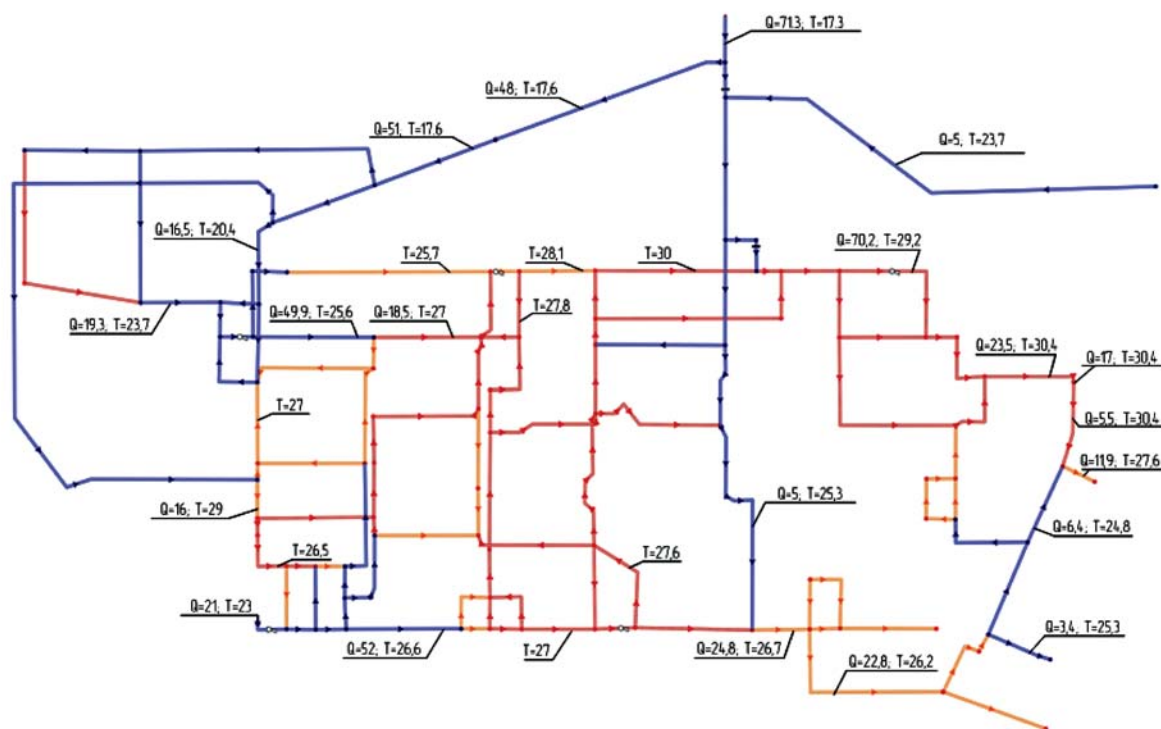 Q=71.3; T=17.3
Q=48; T=17,6
Q=51, T=17.6
Q=5; T=23,7
Q=16,5; T=20,4
T=25,7
T=28,1
T=30
Q=70,2; T=29,2
Q=19,3; T=23,7
Q=49,9; T=25,6
Q=18,5; T=27
T=27,8
Q=23,5; T=30,4
Q=17; T=30,4
T=27
Q=5,5; T=30,4
Q=11,9; T=27,6
Q=16; T=29
Q=5; T=25,3
Q=6,4; T=24,8
T=26,5
T=27,6
Q=21; T=23
Q=52; T=26,6
T=27
Q=24,8; T=26,7
Q=3,4; T=25,3
Q=22,8; T=26,2